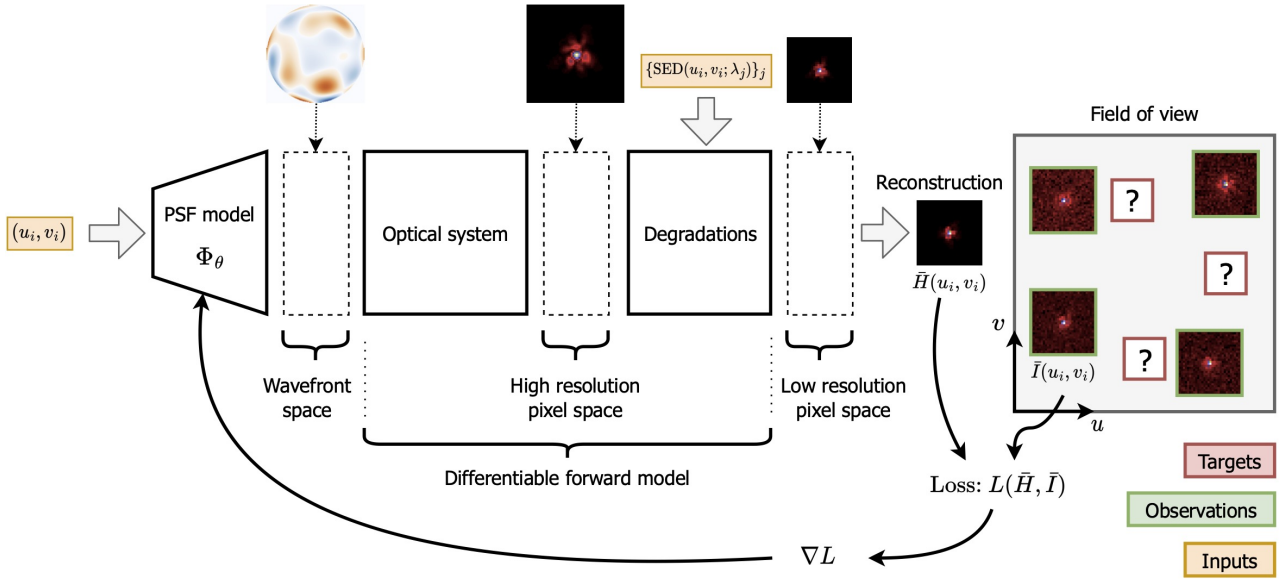 {SED(u_i, v_i; λ_j)}_j
Field of view
(u_i, v_i)
PSF model
Φ_θ
Optical system
Degradations
Reconstruction
H̄(u_i, v_i)
?
?
?
v
Ī(u_i, v_i)
u
Wavefront
space
High resolution
pixel space
Low resolution
pixel space
Differentiable forward model
Loss: L(H̄, Ī)
∇L
Targets
Observations
Inputs